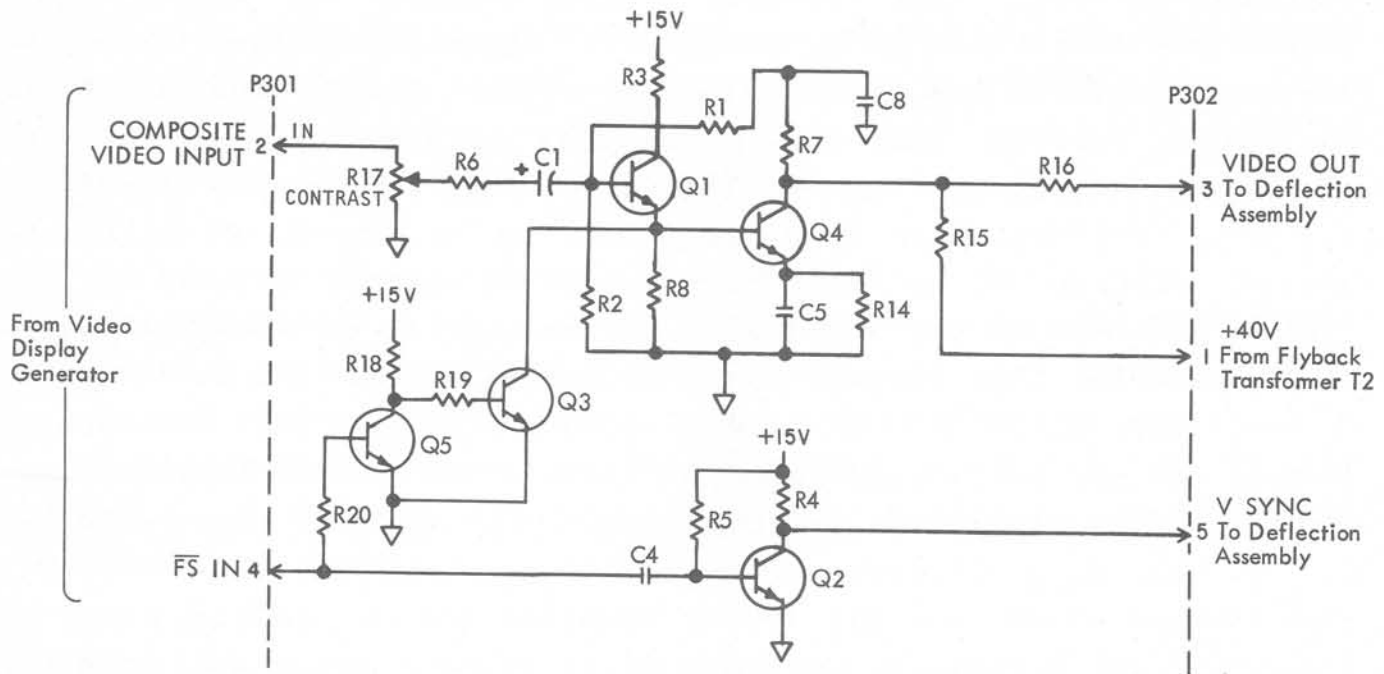 +15V
P301
R3
R1
C8
P302
COMPOSITE
VIDEO INPUT 2
IN
R17
CONTRAST
R6
+
C1
Q1
R7
R16
VIDEO OUT
3 To Deflection
Assembly
Q4
R15
R2
R8
C5
R14
+15V
From Video
Display
Generator
R18
R19
Q3
Q5
+40V
1 From Flyback
Transformer T2
R20
+15V
R5
R4
V SYNC
5 To Deflection
Assembly
FS IN 4
C4
Q2